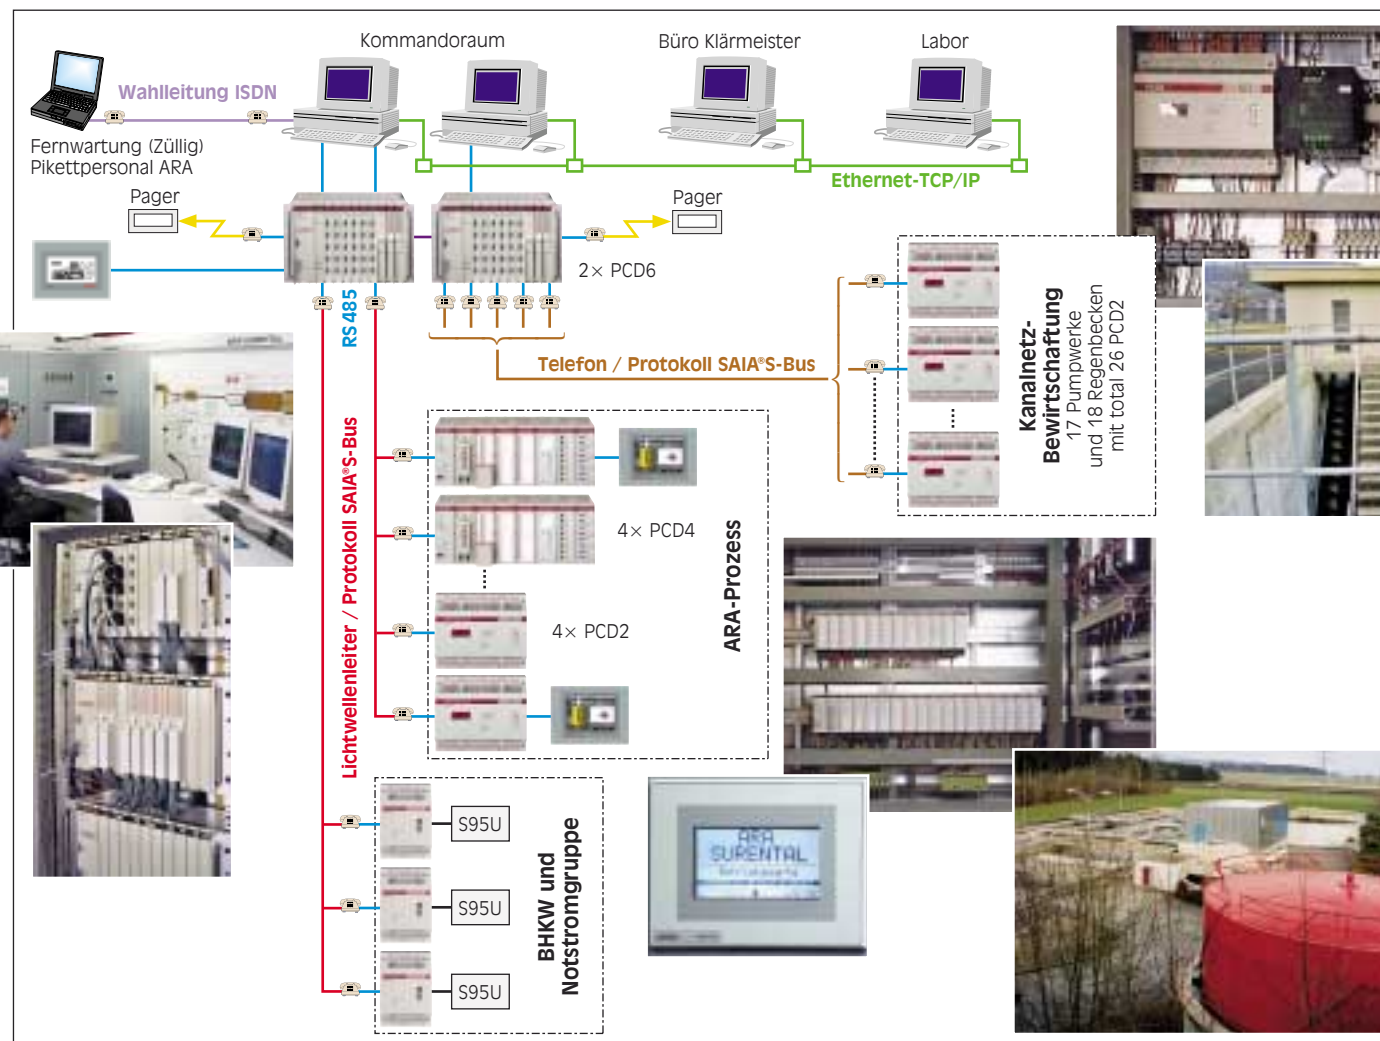 Kommandoraum
Büro Klärmeister
Labor
Wahlleitung ISDN
Fernwartung (Züllig)
Pikettpersonal ARA
Ethernet-TCP/IP
Pager
Pager
2× PCD6
RS 485
Telefon / Protokoll SAIA®S-Bus
Kanalnetz-
Bewirtschaftung
17 Pumpwerke
und 18 Regenbecken
mit total 26 PCD2
Lichtwellenleiter / Protokoll SAIA®S-Bus
4× PCD4
4× PCD2
ARA-Prozess
S95U
S95U
S95U
BHKW und
Notstromgruppe
ARA
SURENTAL